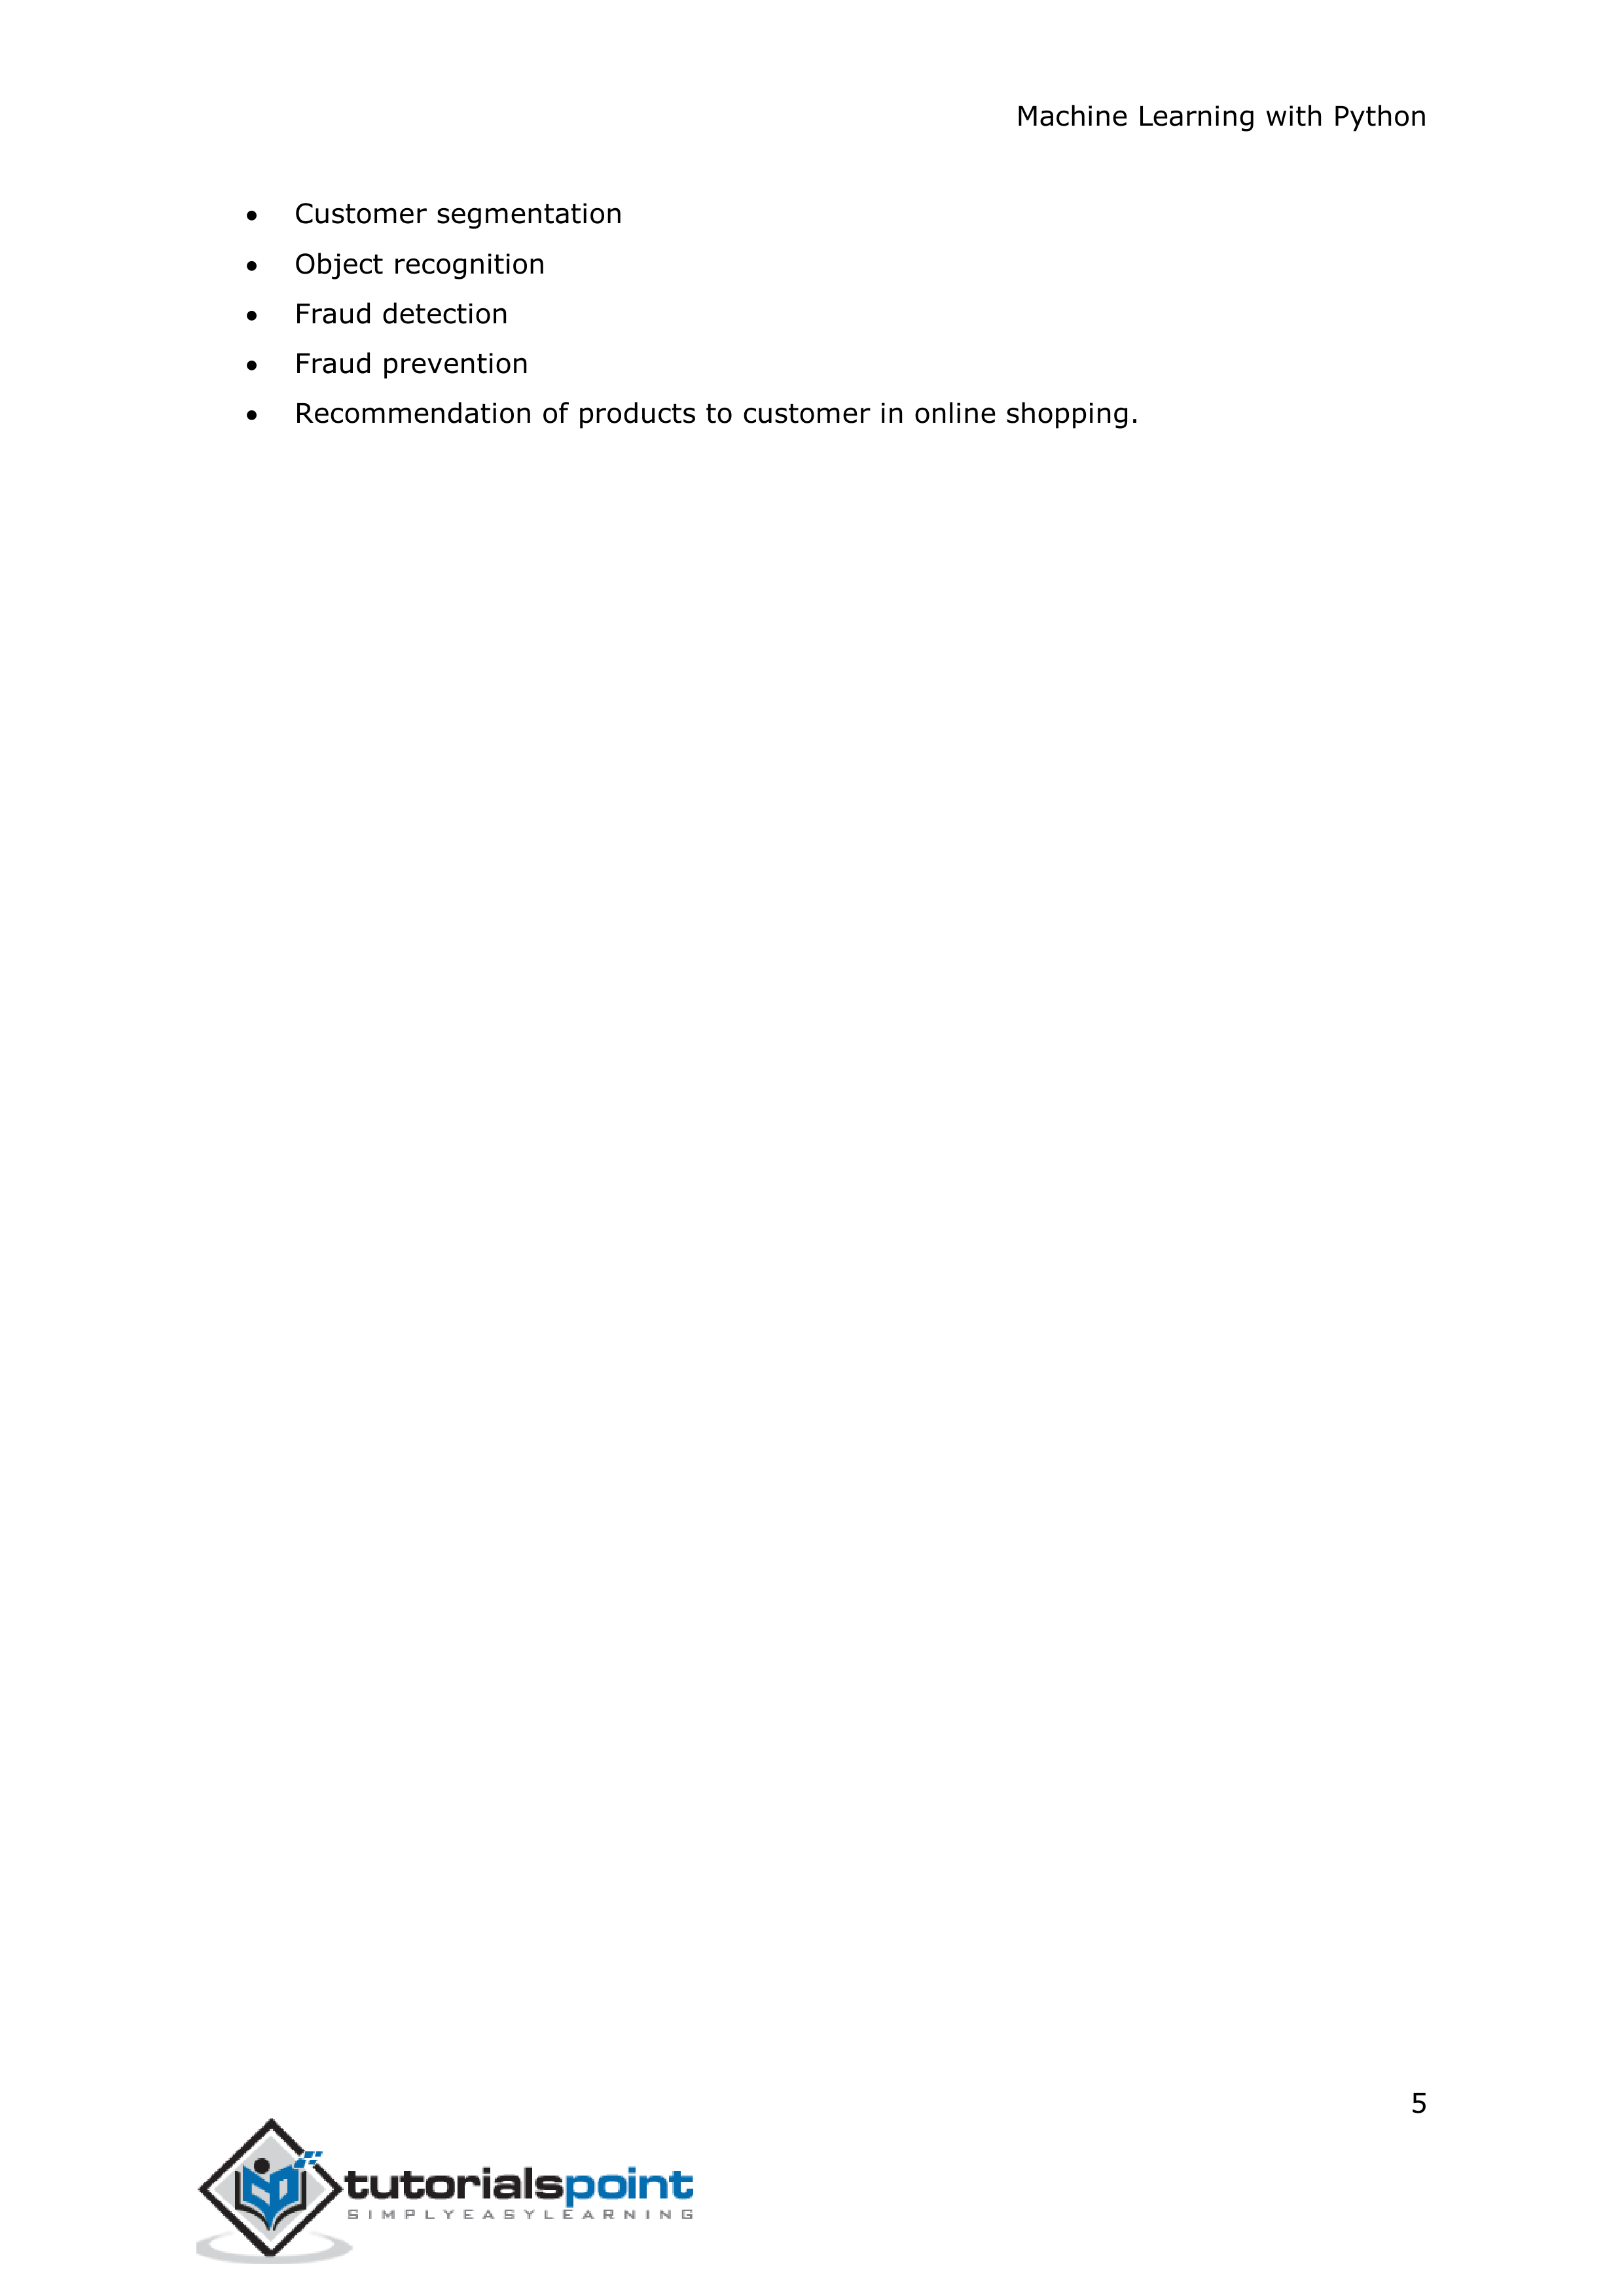 Machine Learning with Python
• Customer segmentation
• Object recognition
• Fraud detection
• Fraud prevention
• Recommendation of products to customer in online shopping.
5
tutorialspoint
SIMPLYEASYLEARNING